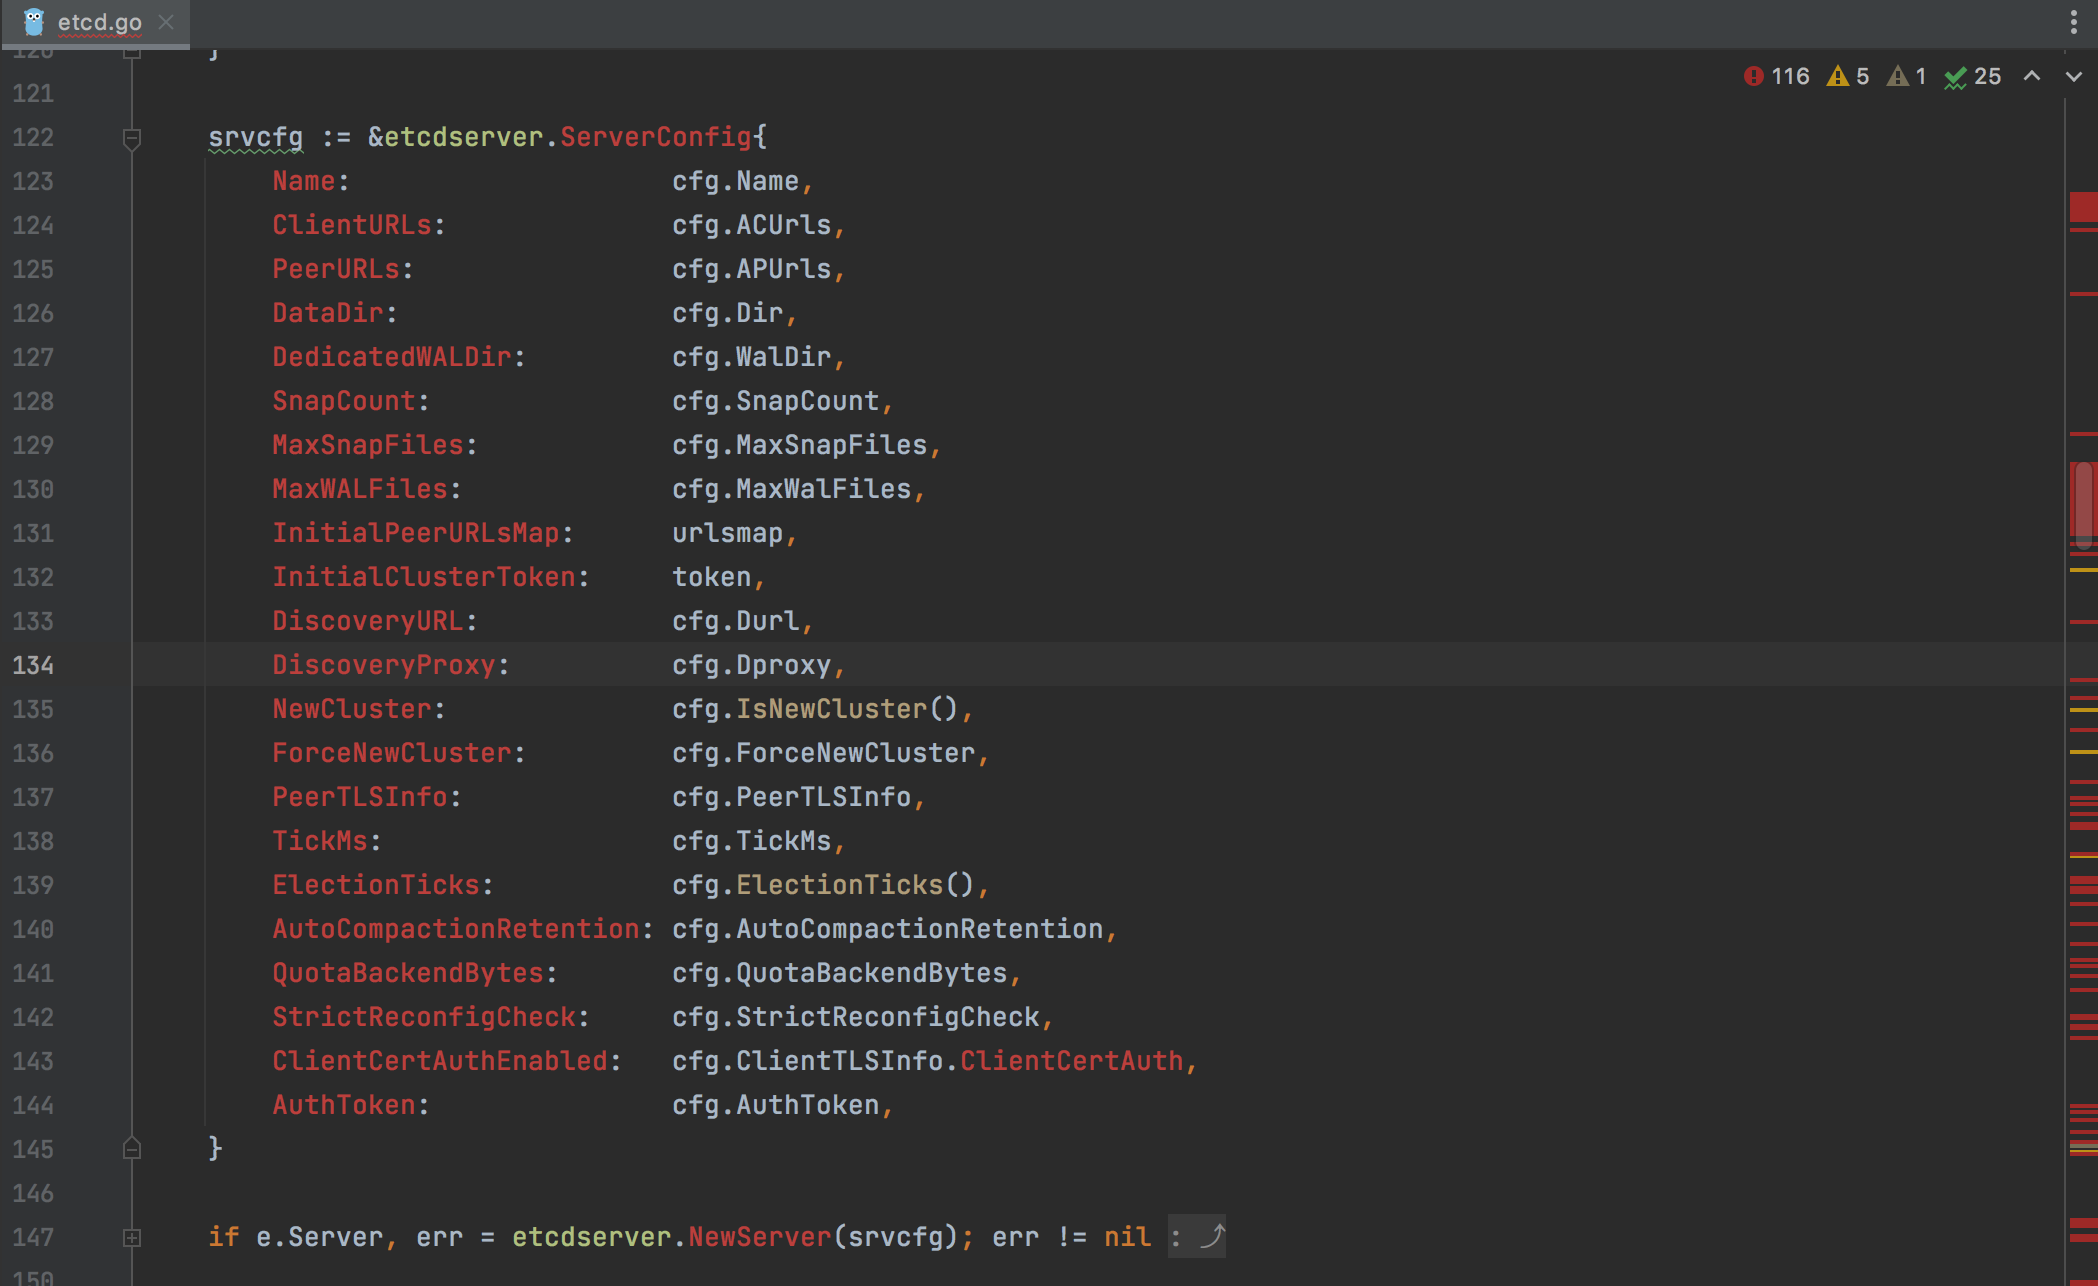 etcd.go
120 }
116 5 1 25
121
122 srvcfg := &etcdserver.ServerConfig{
123 Name: cfg.Name,
124 ClientURLs: cfg.ACUrls,
125 PeerURLs: cfg.APUrls,
126 DataDir: cfg.Dir,
127 DedicatedWALDir: cfg.WalDir,
128 SnapCount: cfg.SnapCount,
129 MaxSnapFiles: cfg.MaxSnapFiles,
130 MaxWALFiles: cfg.MaxWalFiles,
131 InitialPeerURLsMap: urlsmap,
132 InitialClusterToken: token,
133 DiscoveryURL: cfg.Durl,
134 DiscoveryProxy: cfg.Dproxy,
135 NewCluster: cfg.IsNewCluster(),
136 ForceNewCluster: cfg.ForceNewCluster,
137 PeerTLSInfo: cfg.PeerTLSInfo,
138 TickMs: cfg.TickMs,
139 ElectionTicks: cfg.ElectionTicks(),
140 AutoCompactionRetention: cfg.AutoCompactionRetention,
141 QuotaBackendBytes: cfg.QuotaBackendBytes,
142 StrictReconfigCheck: cfg.StrictReconfigCheck,
143 ClientCertAuthEnabled: cfg.ClientTLSInfo.ClientCertAuth,
144 AuthToken: cfg.AuthToken,
145 }
146
147 if e.Server, err = etcdserver.NewServer(srvcfg); err != nil : ⤴
150